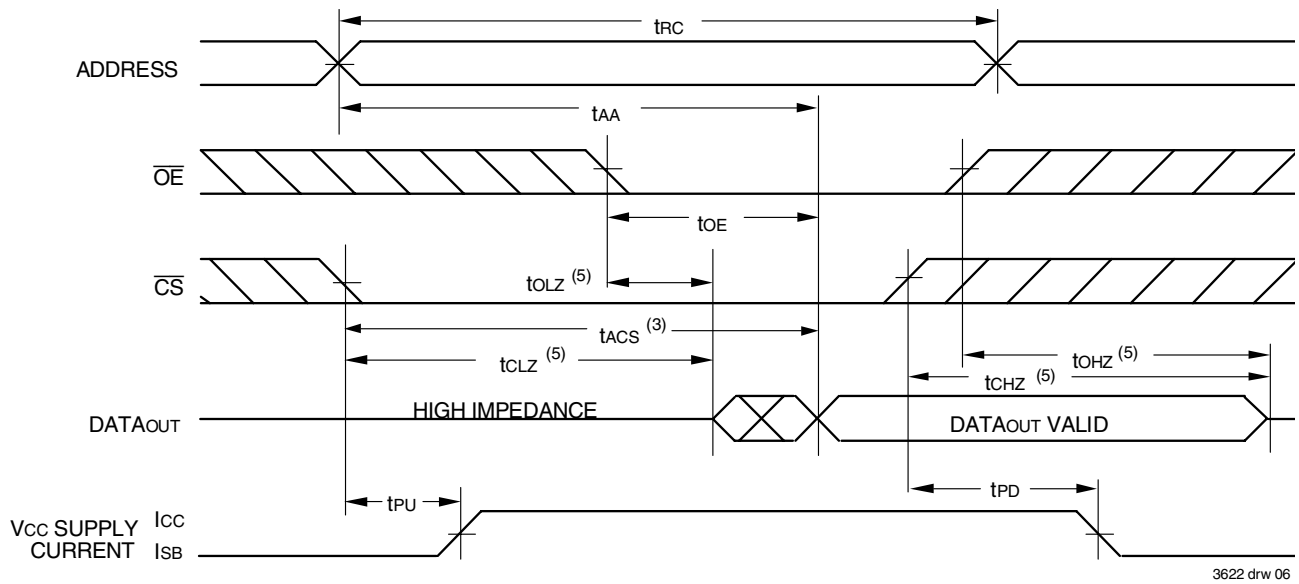 tRC
ADDRESS
tAA
OE
tOE
CS
tOLZ (5)
tACS (3)
tCLZ (5)
tOHZ (5)
tCHZ (5)
HIGH IMPEDANCE
DATAOUT
DATAOUT VALID
tPU
tPD
VCC SUPPLY ICC
CURRENT ISB
3622 drw 06